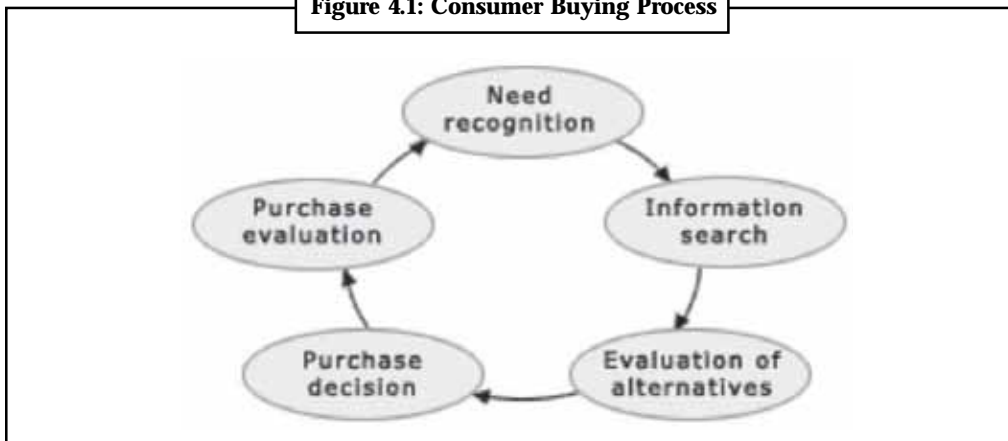 Figure 4.1: Consumer Buying Process
Need
recognition
Information
search
Evaluation of
alternatives
Purchase
decision
Purchase
evaluation